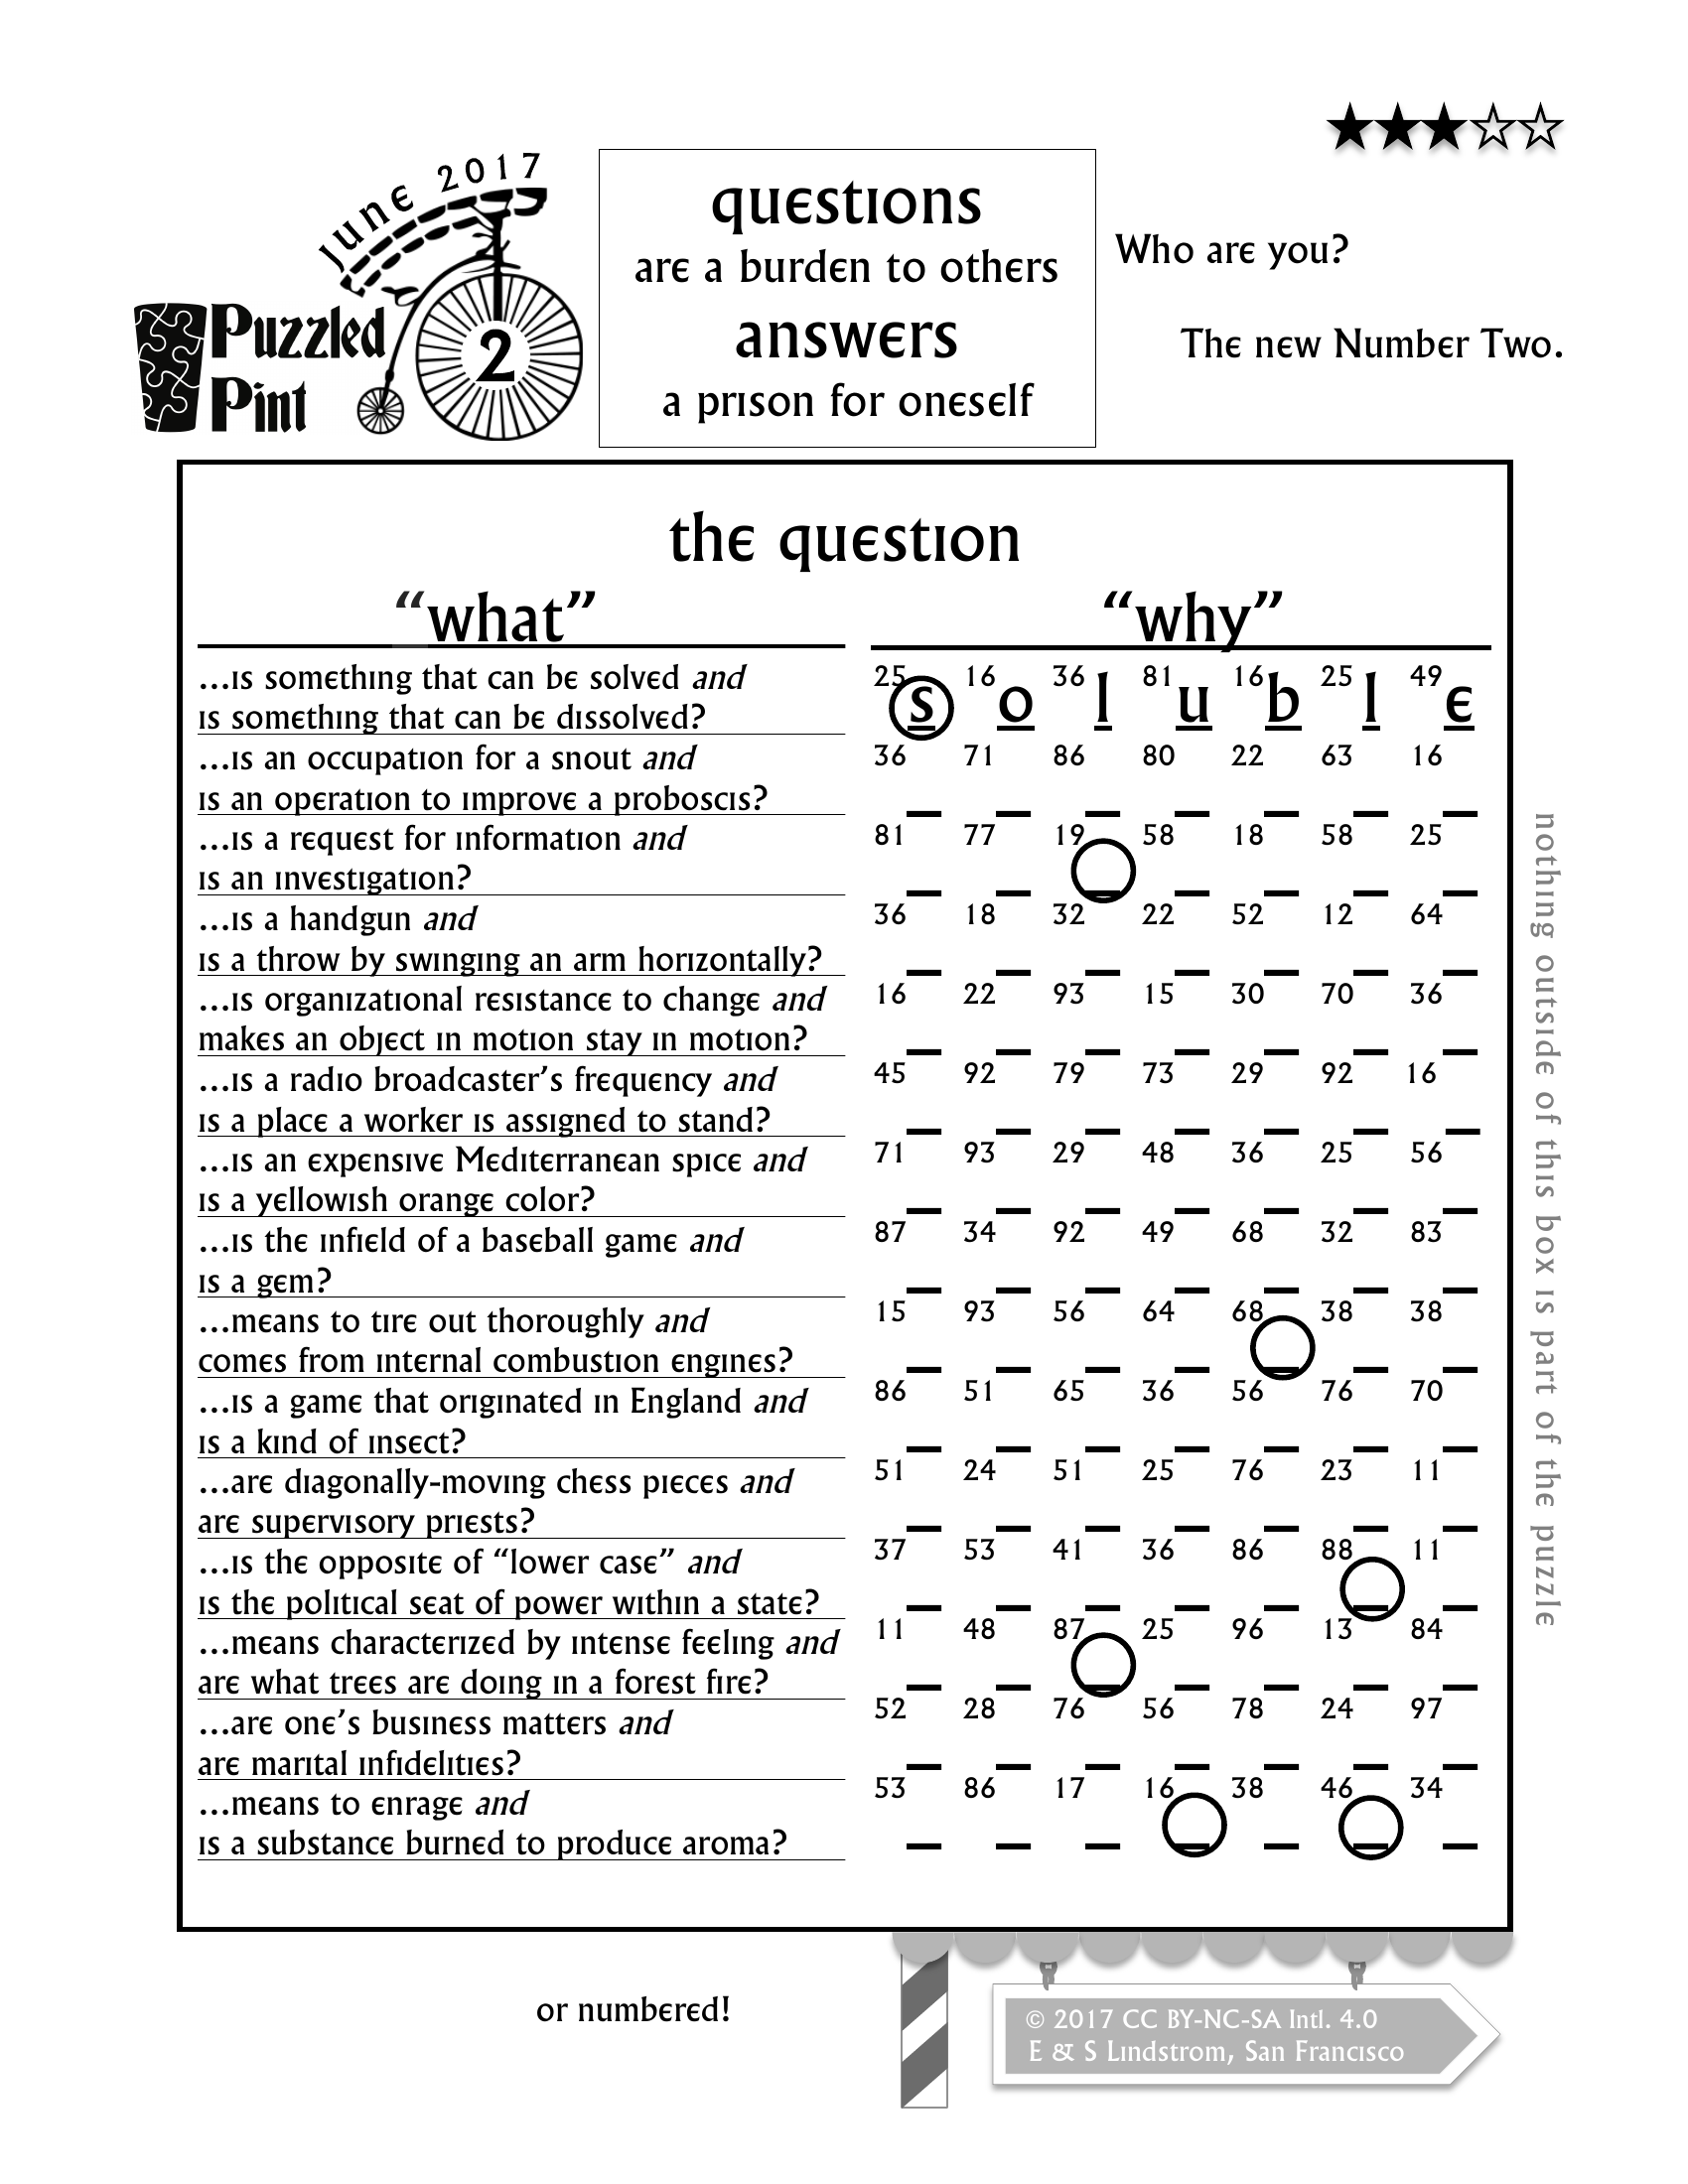 ★★★☆☆
JUNE 2017
Puzzled
Pint
2
questions
are a burden to others
answers
a prison for oneself
Who are you?
The new Number Two.
the question
“what”
“why”
...is something that can be solved and
is something that can be dissolved?
25 s 16 o 36 l 81 u 16 b 25 l 49 e
...is an occupation for a snout and
is an operation to improve a proboscis?
36 71 86 80 22 63 16
...is a request for information and
is an investigation?
81 77 19 58 18 58 25
...is a handgun and
is a throw by swinging an arm horizontally?
36 18 32 22 52 12 64
...is organizational resistance to change and
makes an object in motion stay in motion?
16 22 93 15 30 70 36
...is a radio broadcaster’s frequency and
is a place a worker is assigned to stand?
45 92 79 73 29 92 16
...is an expensive Mediterranean spice and
is a yellowish orange color?
71 93 29 48 36 25 56
...is the infield of a baseball game and
is a gem?
87 34 92 49 68 32 83
...means to tire out thoroughly and
comes from internal combustion engines?
15 93 56 64 68 38 38
...is a game that originated in England and
is a kind of insect?
86 51 65 36 56 76 70
...are diagonally-moving chess pieces and
are supervisory priests?
51 24 51 25 76 23 11
...is the opposite of “lower case” and
is the political seat of power within a state?
37 53 41 36 86 88 11
...means characterized by intense feeling and
are what trees are doing in a forest fire?
11 48 87 25 96 13 84
...are one’s business matters and
are marital infidelities?
52 28 76 56 78 24 97
...means to enrage and
is a substance burned to produce aroma?
53 86 17 16 38 46 34
nothing outside of this box is part of the puzzle
or numbered!
© 2017 CC BY-NC-SA Intl. 4.0
E & S Lindstrom, San Francisco